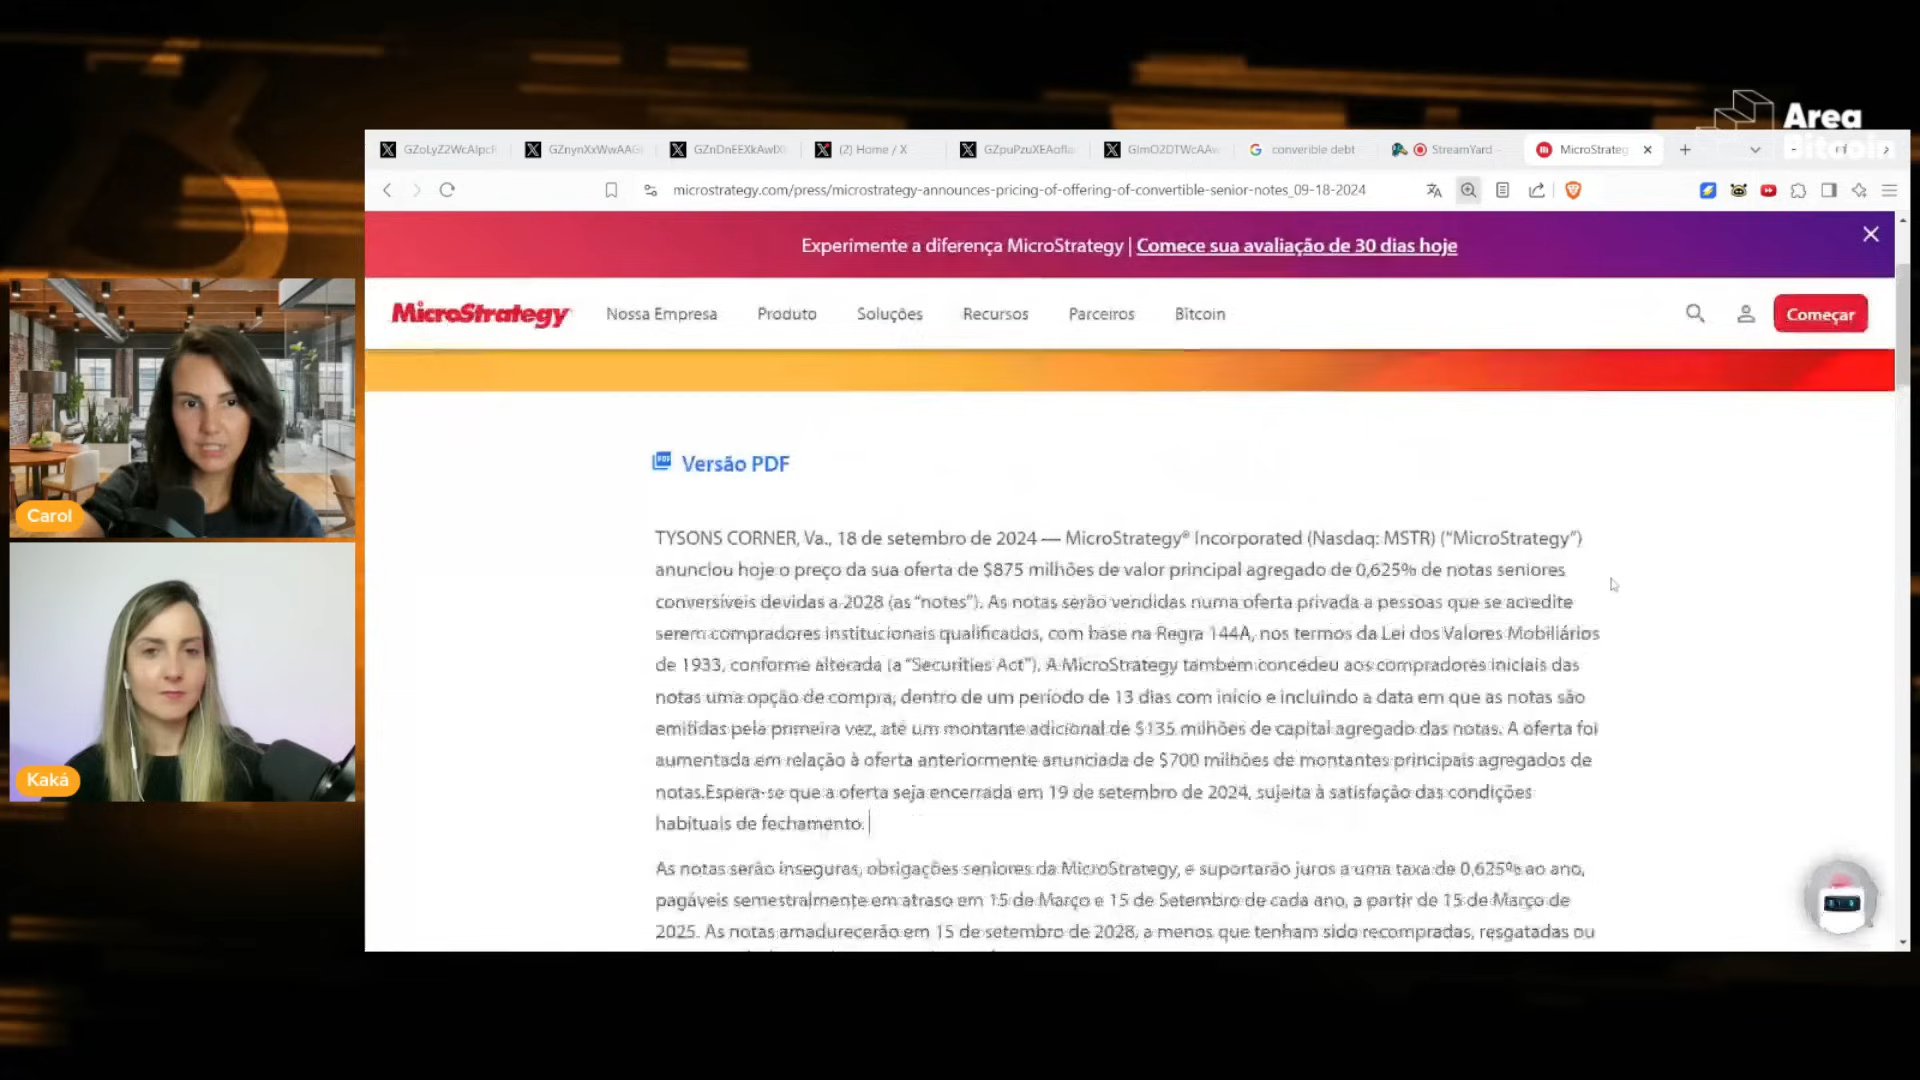 Area
Bitcoin
GZoLyZ2WcAIpcF
GZnynXxWwAAG
GZnDnEEXkAwlX
(2) Home / X
GZpuPzuXEAofla
GImO2DTWcAAv
converible debt
StreamYard -
MicroStrateg
microstrategy.com/press/microstrategy-announces-pricing-of-offering-of-convertible-senior-notes_09-18-2024
Experimente a diferença MicroStrategy | Comece sua avaliação de 30 dias hoje
MicroStrategy
Nossa Empresa
Produto
Soluções
Recursos
Parceiros
Bitcoin
Começar
PDF
Versão PDF
TYSONS CORNER, Va., 18 de setembro de 2024 — MicroStrategy® Incorporated (Nasdaq: MSTR) (“MicroStrategy”)
anunciou hoje o preço da sua oferta de $875 milhões de valor principal agregado de 0,625% de notas seniores
conversíveis devidas a 2028 (as “notes”). As notas serão vendidas numa oferta privada a pessoas que se acredite
serem compradores institucionais qualificados, com base na Regra 144A, nos termos da Lei dos Valores Mobiliários
de 1933, conforme alterada (a “Securities Act”). A MicroStrategy também concedeu aos compradores iniciais das
notas uma opção de compra, dentro de um período de 13 dias com início e incluindo a data em que as notas são
emitidas pela primeira vez, até um montante adicional de $135 milhões de capital agregado das notas. A oferta foi
aumentada em relação à oferta anteriormente anunciada de $700 milhões de montantes principais agregados de
notas.Espera-se que a oferta seja encerrada em 19 de setembro de 2024, sujeita à satisfação das condições
habituais de fechamento.
As notas serão inseguras, obrigações seniores da MicroStrategy, e suportarão juros a uma taxa de 0,625% ao ano,
pagáveis semestralmente em atraso em 15 de Março e 15 de Setembro de cada ano, a partir de 15 de Março de
2025. As notas amadurecerão em 15 de setembro de 2028, a menos que tenham sido recompradas, resgatadas ou
Carol
Kaká